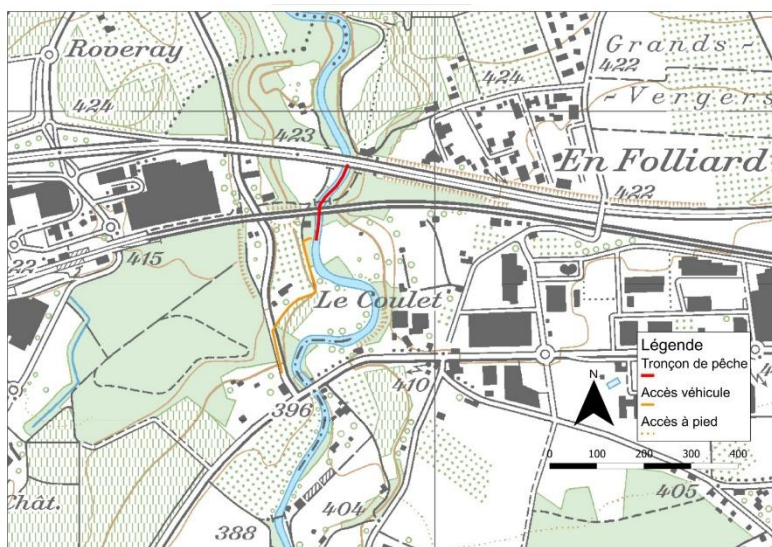 Roveray
Grands -
422
424
- Vergers
424
423
En Folliard
422
415
Le Coulet
410
396
404
388
405
Chât.
Légende
Tronçon de pêche
Accès véhicule
Accès à pied
N
0 100 200 300 400